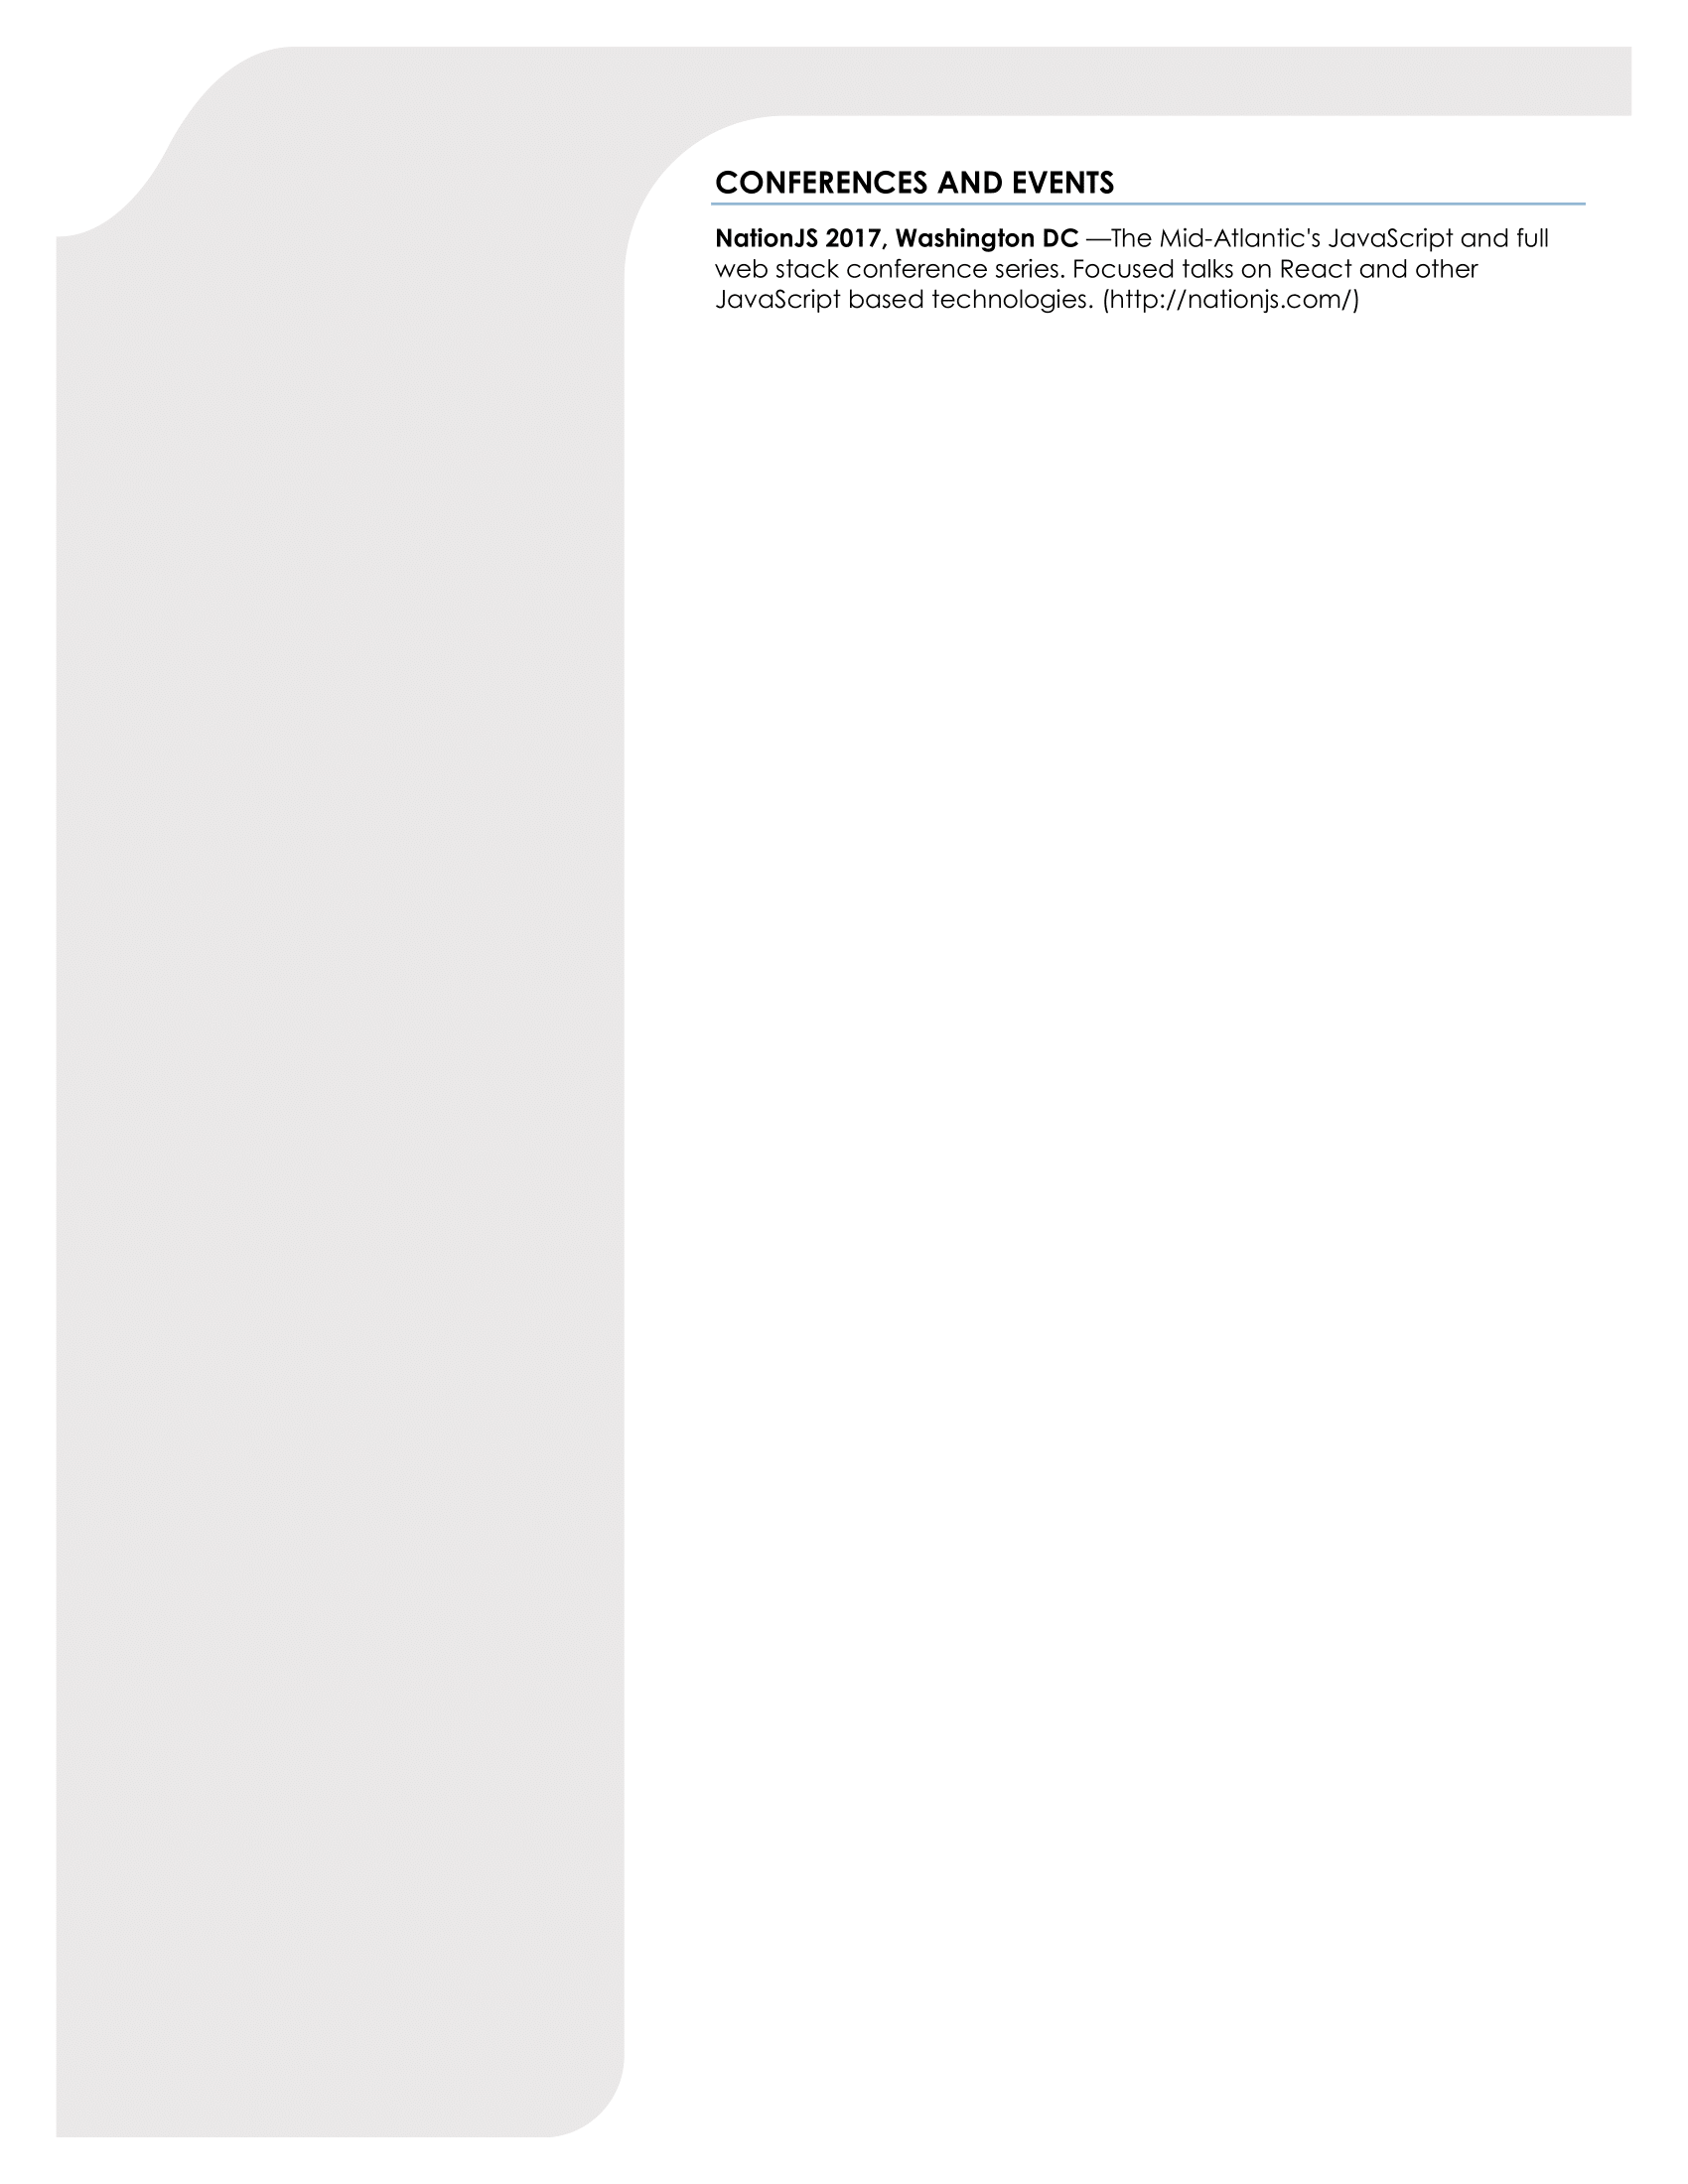 CONFERENCES AND EVENTS
NationJS 2017, Washington DC —The Mid-Atlantic's JavaScript and full
web stack conference series. Focused talks on React and other
JavaScript based technologies. (http://nationjs.com/)